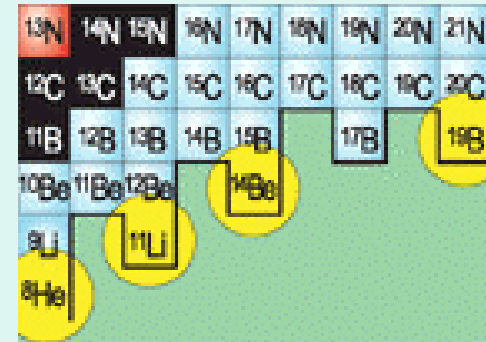 ¹³N ¹⁴N ¹⁵N ¹⁶N ¹⁷N ¹⁸N ¹⁹N ²⁰N ²¹N
¹²C ¹³C ¹⁴C ¹⁵C ¹⁶C ¹⁷C ¹⁸C ¹⁹C ²⁰C
¹¹B ¹²B ¹³B ¹⁴B ¹⁵B ¹⁷B ¹⁹B
¹⁰Be ¹¹Be ¹²Be ¹⁴Be
⁹Li ¹¹Li
⁸He